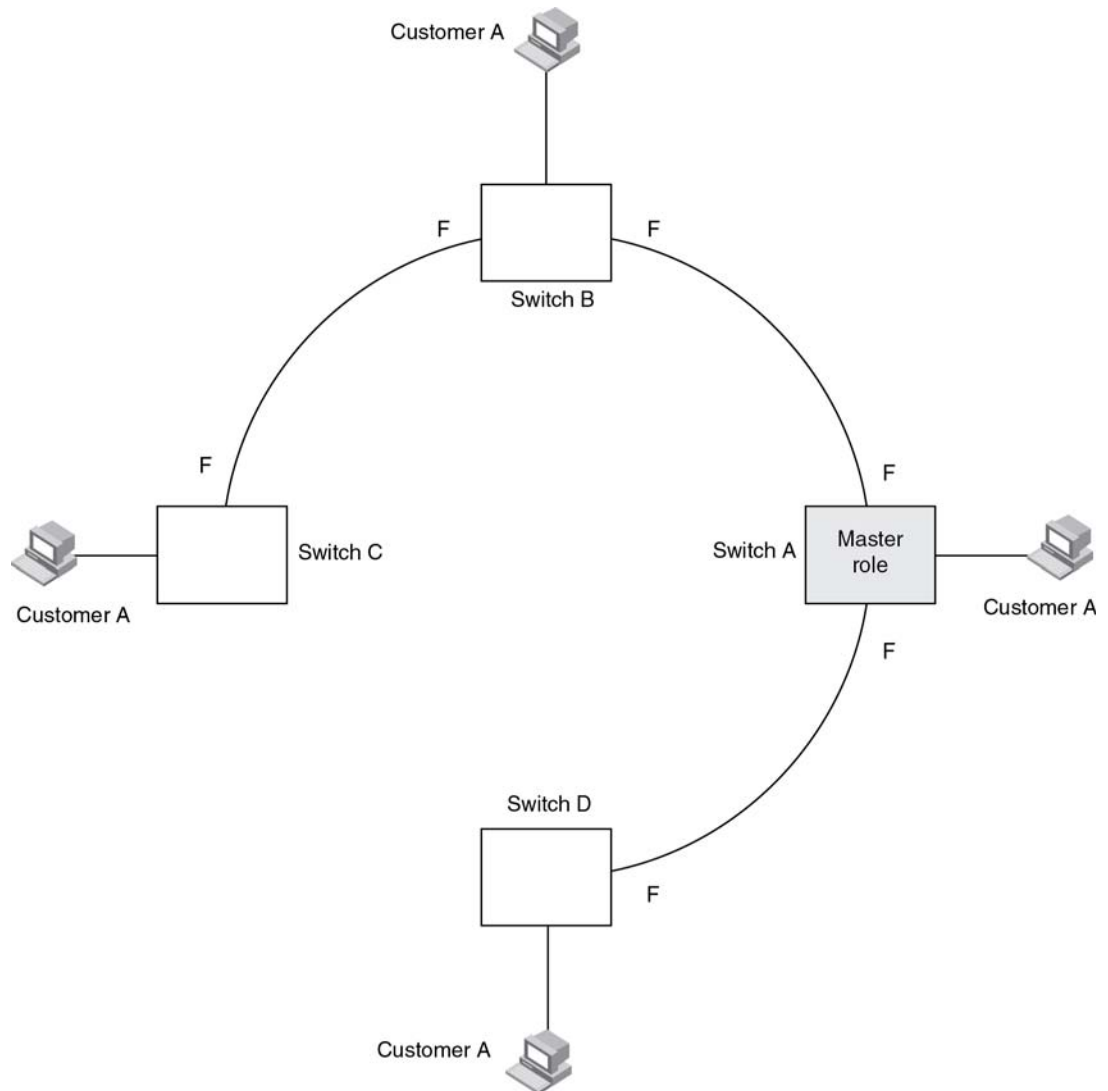 Customer A
F
F
Switch B
F
F
Customer A
Switch C
Switch A
Master
role
Customer A
F
Switch D
F
Customer A